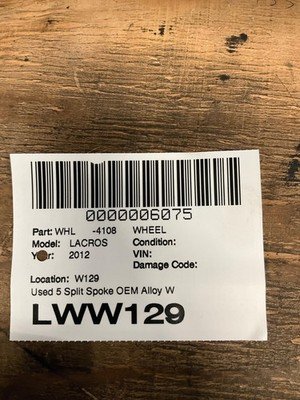 0000006075
Part: WHL -4108 WHEEL
Model: LACROS Condition:
Year: 2012 VIN:
Damage Code:
Location: W129
Used 5 Split Spoke OEM Alloy W
LWW129